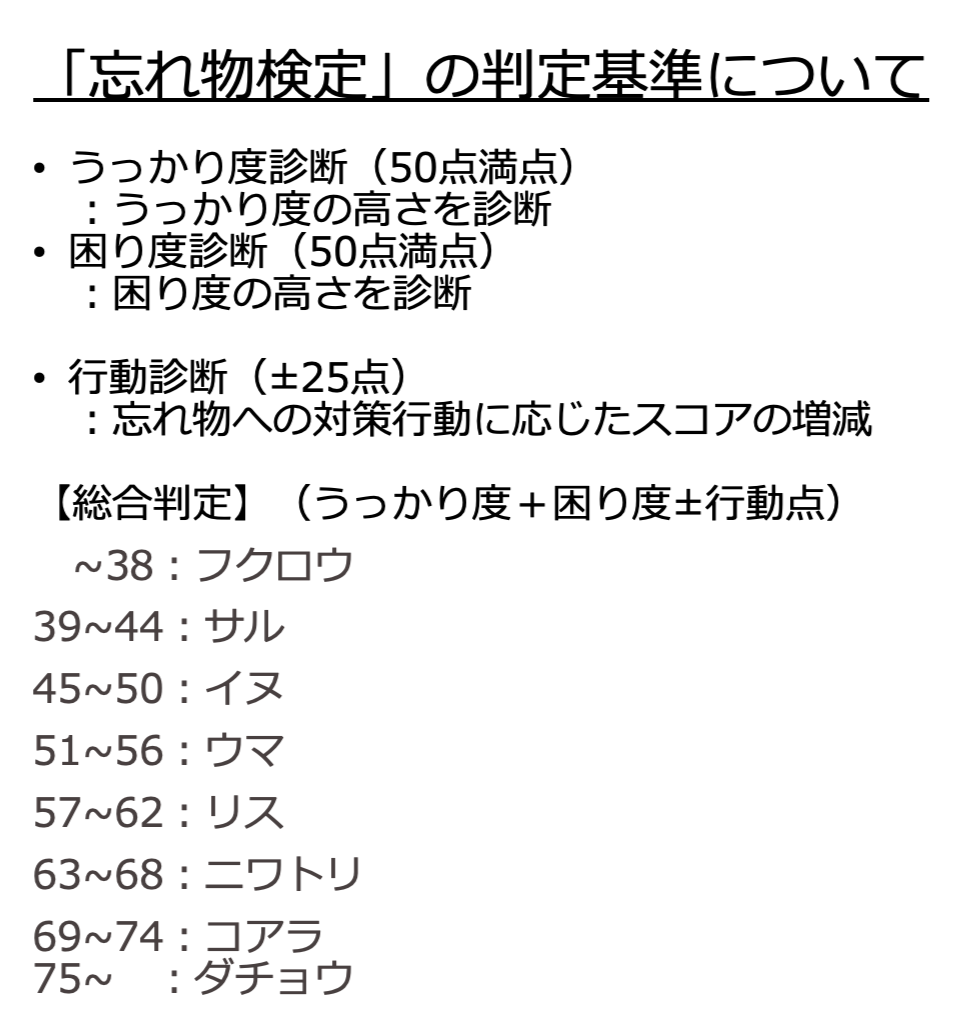 「忘れ物検定」の判定基準について
• うっかり度診断（50点満点）
：うっかり度の高さを診断
• 困り度診断（50点満点）
：困り度の高さを診断
• 行動診断（±25点）
：忘れ物への対策行動に応じたスコアの増減
【総合判定】（うっかり度＋困り度±行動点）
~38：フクロウ
39~44：サル
45~50：イヌ
51~56：ウマ
57~62：リス
63~68：ニワトリ
69~74：コアラ
75~　：ダチョウ